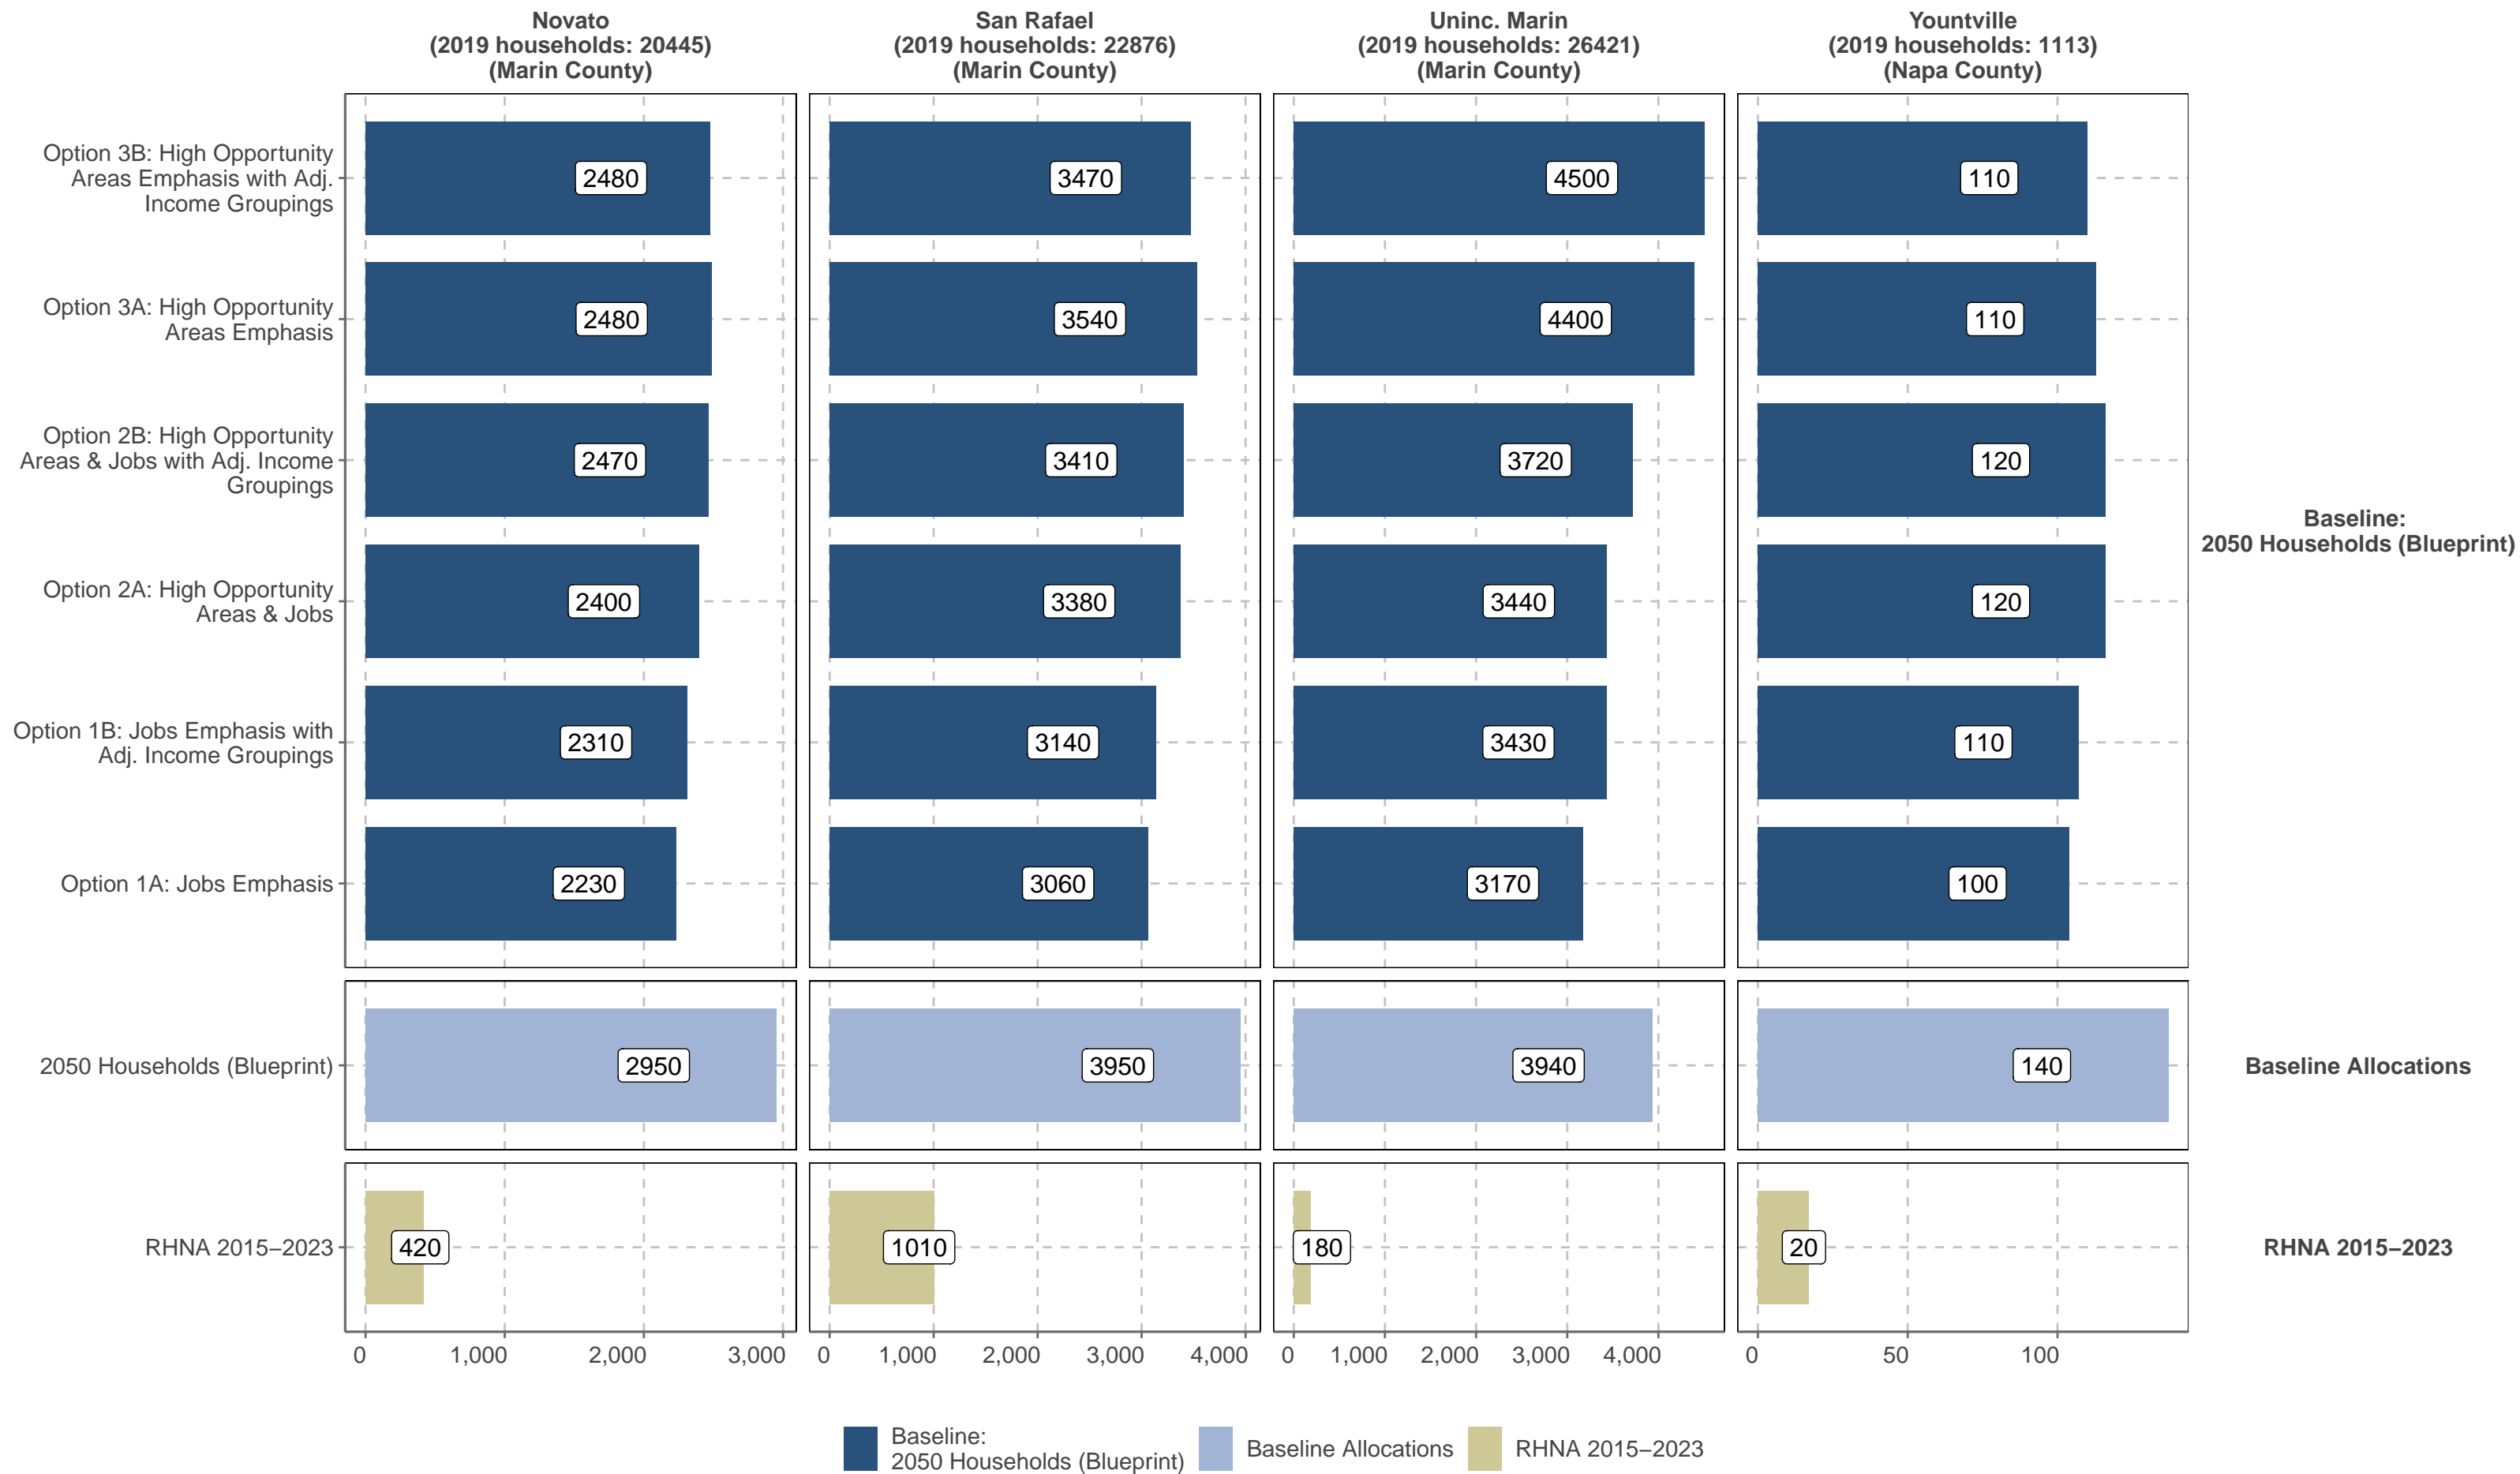 Novato
(2019 households: 20445)
(Marin County)
San Rafael
(2019 households: 22876)
(Marin County)
Uninc. Marin
(2019 households: 26421)
(Marin County)
Yountville
(2019 households: 1113)
(Napa County)
Option 3B: High Opportunity
Areas Emphasis with Adj.
Income Groupings
2480
3470
4500
110
Option 3A: High Opportunity
Areas Emphasis
2480
3540
4400
110
Option 2B: High Opportunity
Areas & Jobs with Adj. Income
Groupings
2470
3410
3720
120
Baseline:
2050 Households (Blueprint)
Option 2A: High Opportunity
Areas & Jobs
2400
3380
3440
120
Option 1B: Jobs Emphasis with
Adj. Income Groupings
2310
3140
3430
110
Option 1A: Jobs Emphasis
2230
3060
3170
100
2050 Households (Blueprint)
2950
3950
3940
140
Baseline Allocations
RHNA 2015−2023
420
1010
180
20
RHNA 2015−2023
0 1,000 2,000 3,000
0 1,000 2,000 3,000 4,000
0 1,000 2,000 3,000 4,000
0 50 100
Baseline:
2050 Households (Blueprint)
Baseline Allocations
RHNA 2015−2023